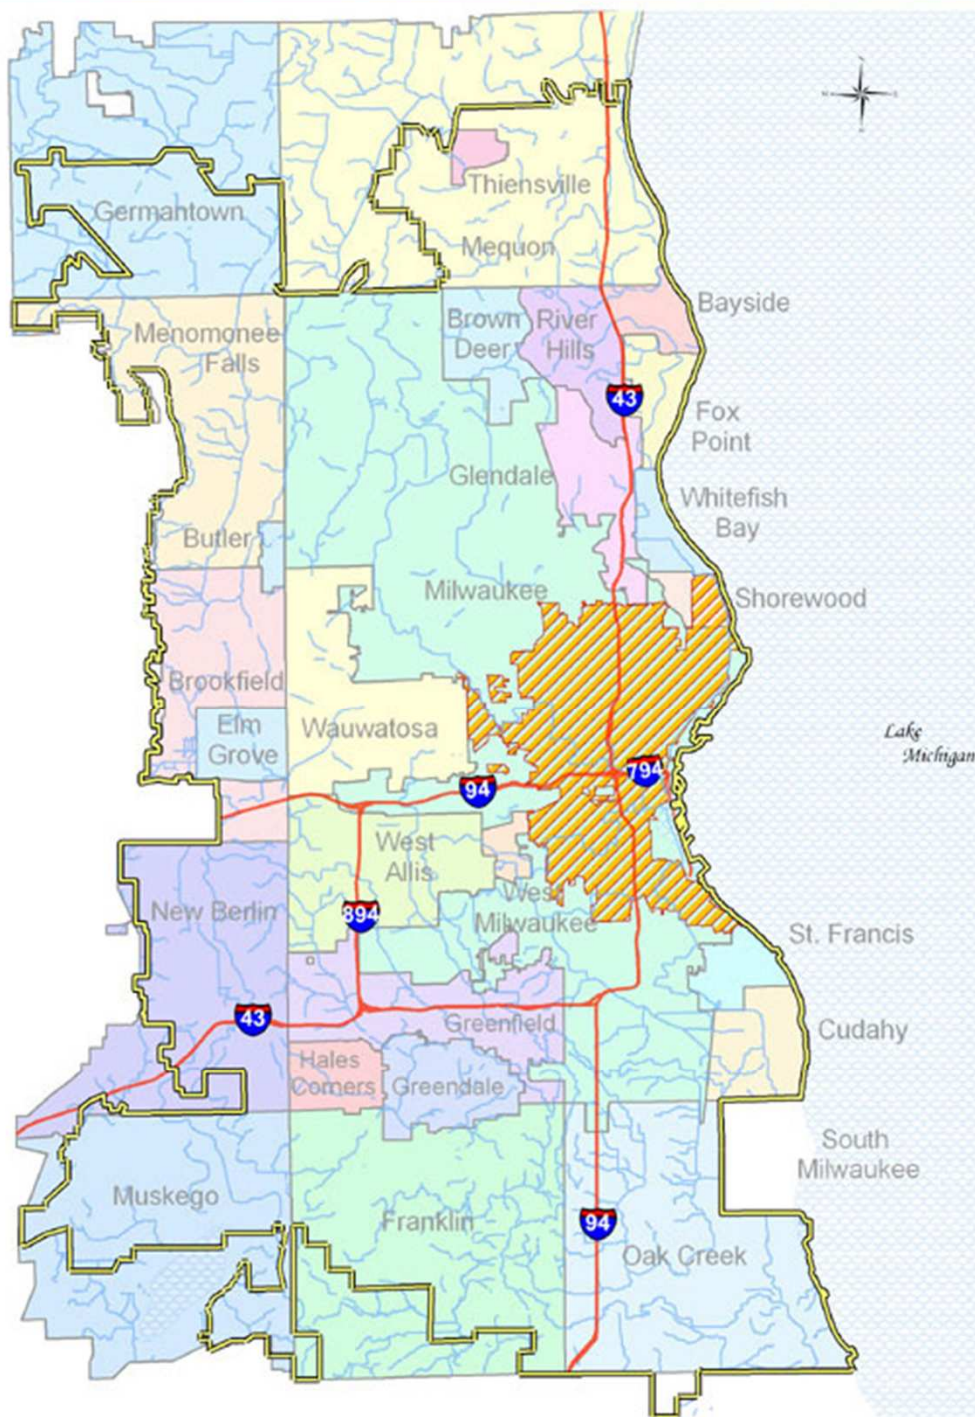 Thiensville
Germantown
Mequon
Bayside
Brown
Deer
River
Hills
Menomonee
Falls
43
Fox
Point
Glendale
Whitefish
Bay
Butler
Milwaukee
Shorewood
Brookfield
Elm
Grove
Wauwatosa
Lake
Michigan
794
94
West
Allis
New Berlin
894
West
Milwaukee
St. Francis
43
Greenfield
Cudahy
Hales
Corners
Greendale
South
Milwaukee
Muskego
Franklin
94
Oak Creek